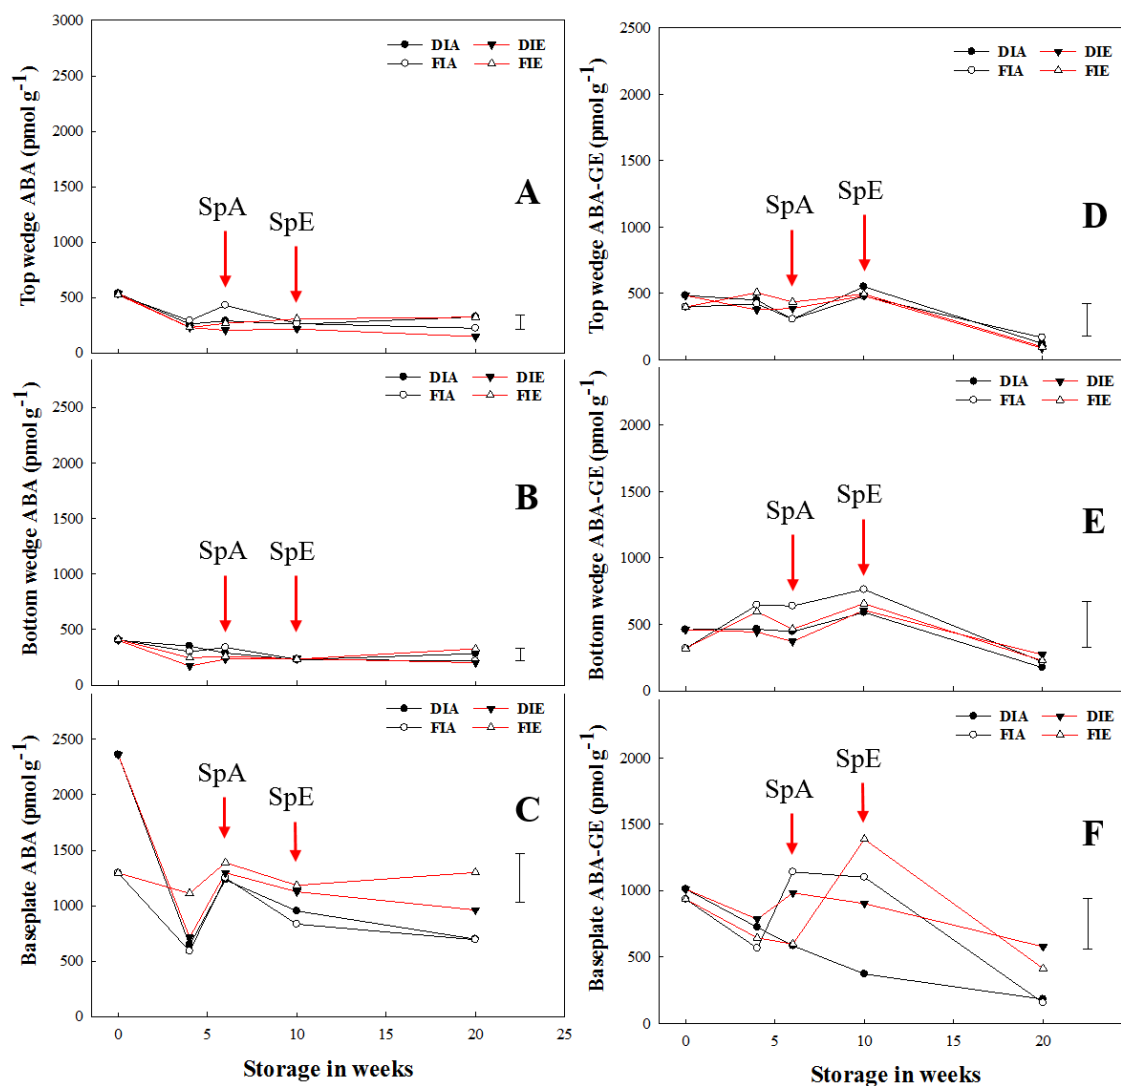 Top wedge ABA (pmol g-1)
3000
2500
2000
1500
1000
500
0
DIA DIE
FIA FIE
SpA
SpE
A
Bottom wedge ABA (pmol g-1)
2500
2000
1500
1000
500
0
DIA DIE
FIA FIE
SpA SpE
B
Baseplate ABA (pmol g-1)
2500
2000
1500
1000
500
0
DIA DIE
FIA FIE
SpA
SpE
C
0 5 10 15 20 25
Storage in weeks
Top wedge ABA-GE (pmol g-1)
2500
2000
1500
1000
500
0
DIA DIE
FIA FIE
SpA
SpE
D
Bottom wedge ABA-GE (pmol g-1)
2000
1500
1000
500
0
DIA DIE
FIA FIE
SpA
SpE
E
Baseplate ABA-GE (pmol g-1)
2000
1500
1000
500
0
DIA DIE
FIA FIE
SpE
SpA
F
0 5 10 15 20
Storage in weeks